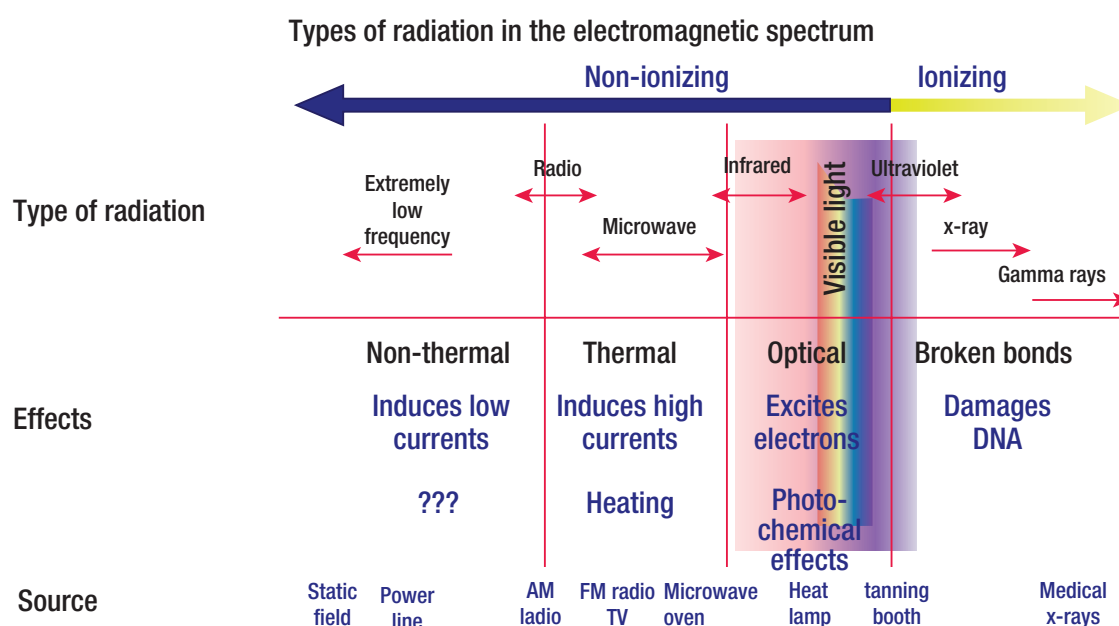 Types of radiation in the electromagnetic spectrum
Non-ionizing
Ionizing
Type of radiation
Extremely
low
frequency
Radio
Microwave
Infrared
Visible light
Ultraviolet
x-ray
Gamma rays
Effects
Non-thermal
Induces low
currents
???
Thermal
Induces high
currents
Heating
Optical
Excites
electrons
Photo-
chemical
effects
Broken bonds
Damages
DNA
Source
Static
field
Power
line
AM
ladio
FM radio
TV
Microwave
oven
Heat
lamp
tanning
booth
Medical
x-rays